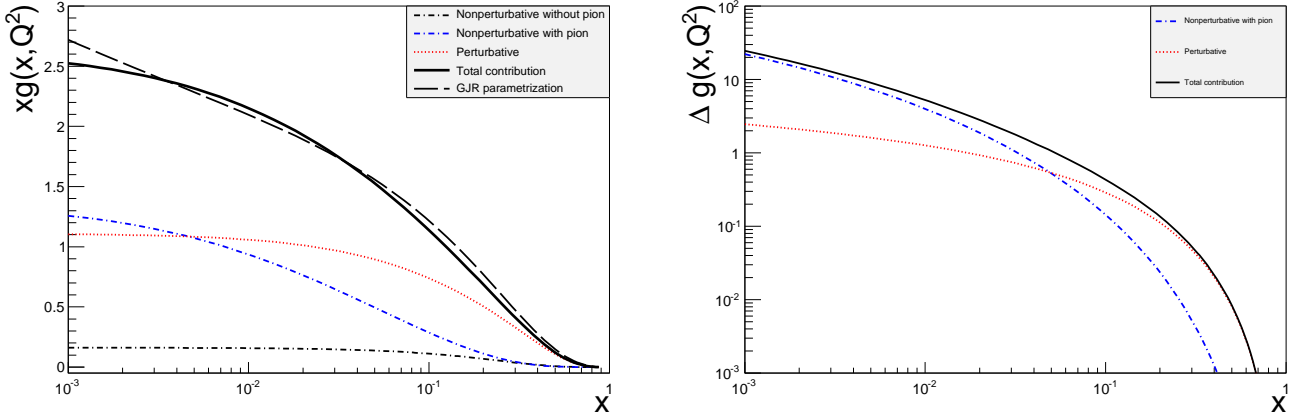 xg(x,Q²)
3
2.5
2
1.5
1
0.5
0
Nonperturbative without pion
Nonperturbative with pion
Perturbative
Total contribution
GJR parametrization
10⁻³ 10⁻² 10⁻¹ 1
x
Δ g(x,Q²)
10²
10
1
10⁻¹
10⁻²
10⁻³
Nonperturbative with pion
Perturbative
Total contribution
10⁻³ 10⁻² 10⁻¹ 1
x